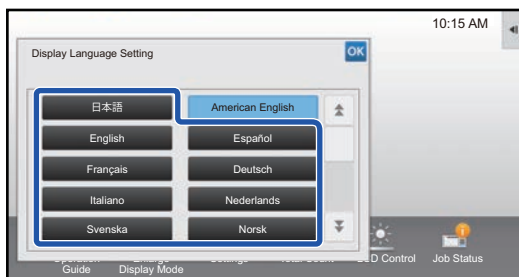 10:15 AM
Display Language Setting
OK
日本語
American English
English
Español
Français
Deutsch
Italiano
Nederlands
Svenska
Norsk
Guide
Display Mode
Control
Job Status